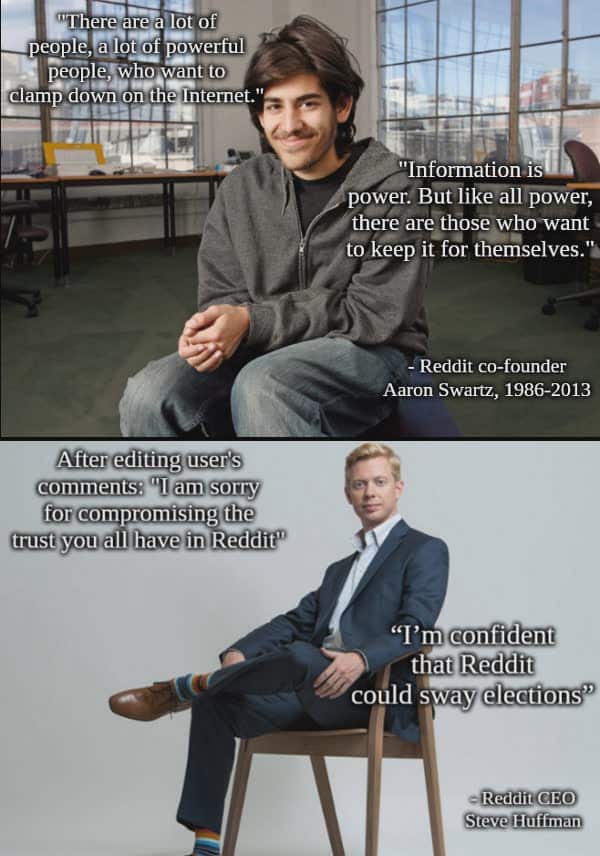 "There are a lot of
people, a lot of powerful
people, who want to
clamp down on the Internet."
"Information is
power. But like all power,
there are those who want
to keep it for themselves."
- Reddit co-founder
Aaron Swartz, 1986-2013
After editing user's
comments: "I am sorry
for compromising the
trust you all have in Reddit"
“I’m confident
that Reddit
could sway elections”
- Reddit CEO
Steve Huffman